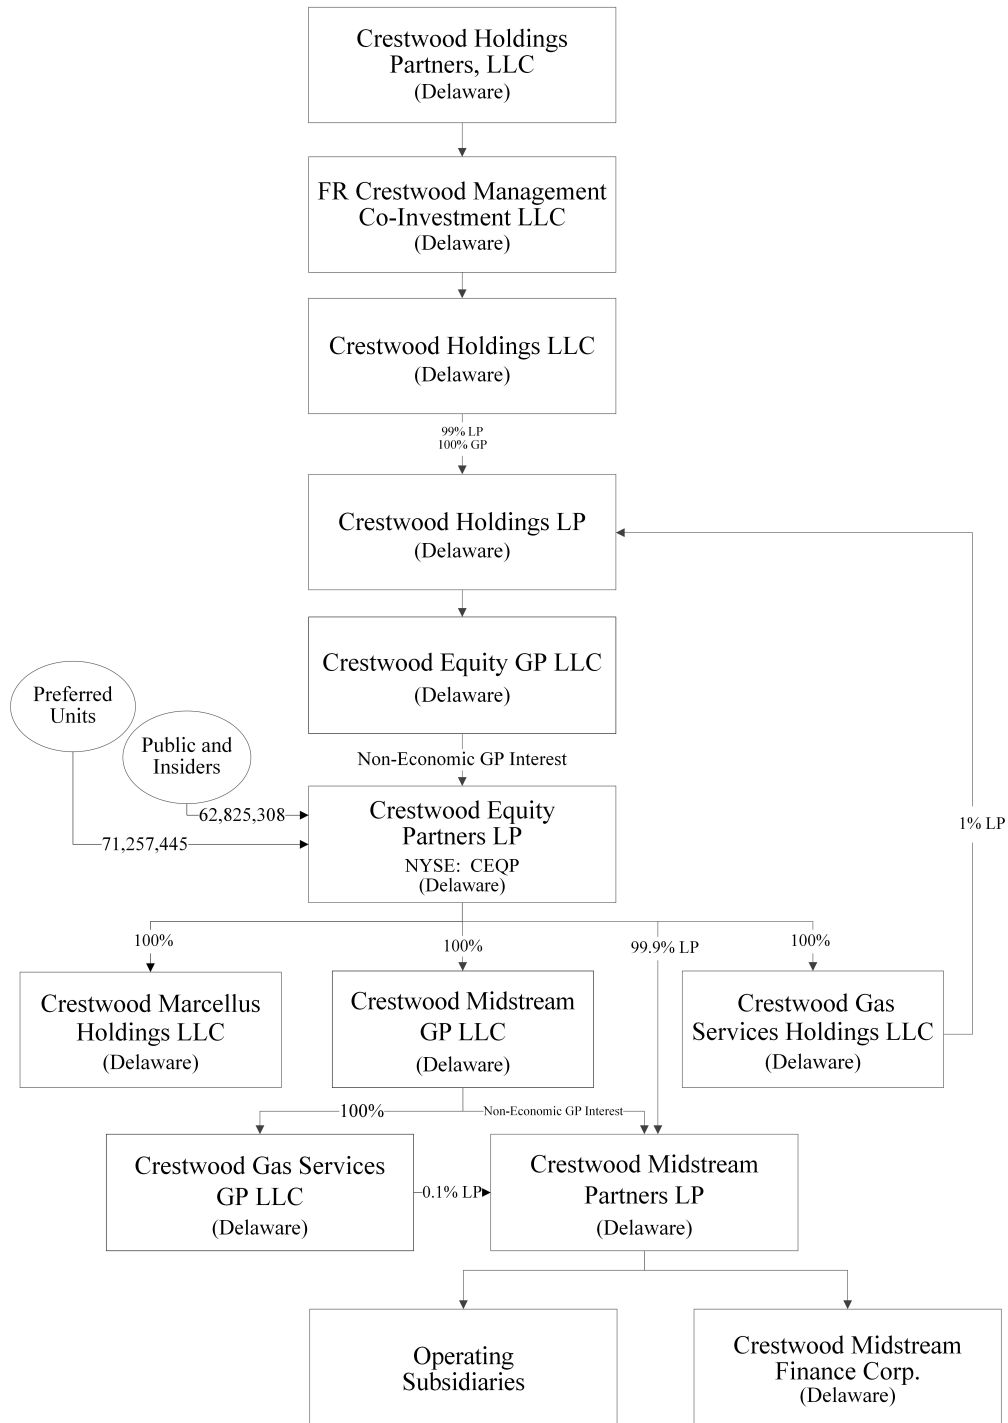 Crestwood Holdings
Partners, LLC
(Delaware)
FR Crestwood Management
Co-Investment LLC
(Delaware)
Crestwood Holdings LLC
(Delaware)
99% LP
100% GP
Crestwood Holdings LP
(Delaware)
Crestwood Equity GP LLC
(Delaware)
Preferred
Units
Public and
Insiders
Non-Economic GP Interest
62,825,308
71,257,445
Crestwood Equity
Partners LP
NYSE: CEQP
(Delaware)
1% LP
100%
100%
99.9% LP
100%
Crestwood Marcellus
Holdings LLC
(Delaware)
Crestwood Midstream
GP LLC
(Delaware)
Crestwood Gas
Services Holdings LLC
(Delaware)
100%
Non-Economic GP Interest
Crestwood Gas Services
GP LLC
(Delaware)
0.1% LP
Crestwood Midstream
Partners LP
(Delaware)
Operating
Subsidiaries
Crestwood Midstream
Finance Corp.
(Delaware)